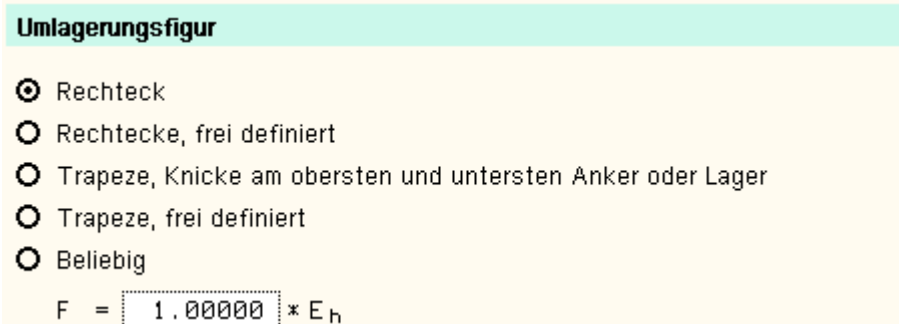 Umlagerungsfigur
Rechteck
Rechtecke, frei definiert
Trapeze, Knicke am obersten und untersten Anker oder Lager
Trapeze, frei definiert
Beliebig
F = 1.00000 * E h